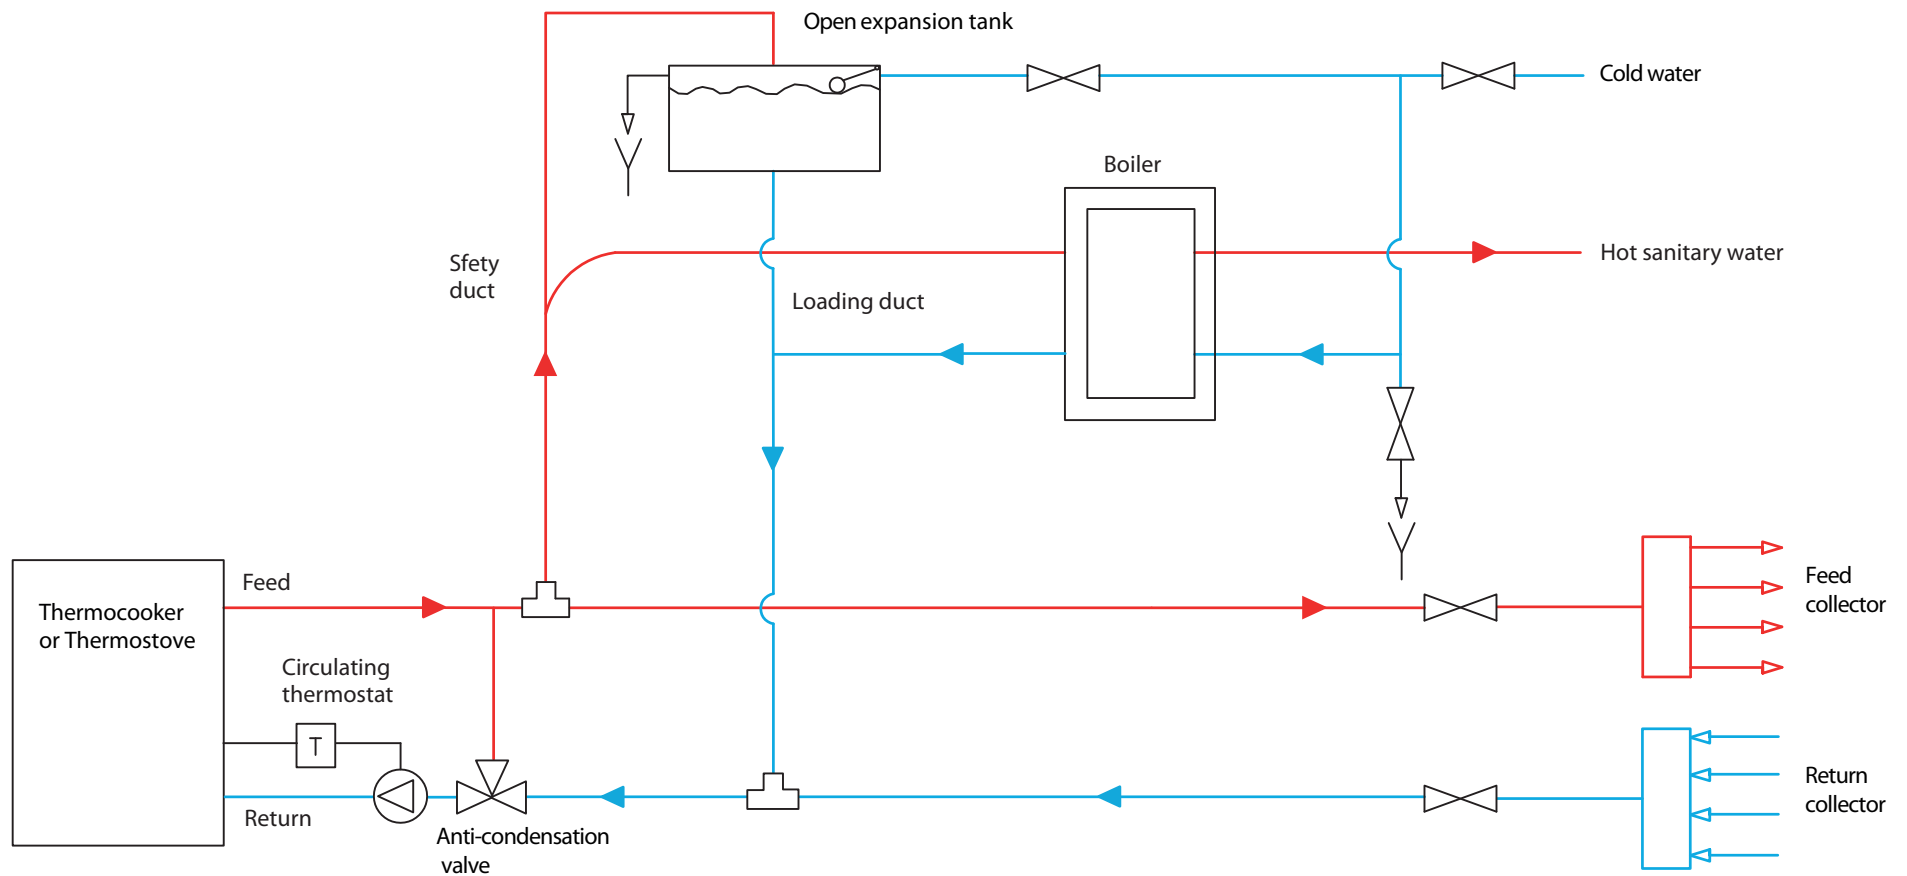 Open expansion tank
Cold water
Boiler
Sfety
duct
Hot sanitary water
Loading duct
Feed
Thermocooker
or Thermostove
Feed
collector
Circulating
thermostat
T
Return
Anti-condensation
valve
Return
collector